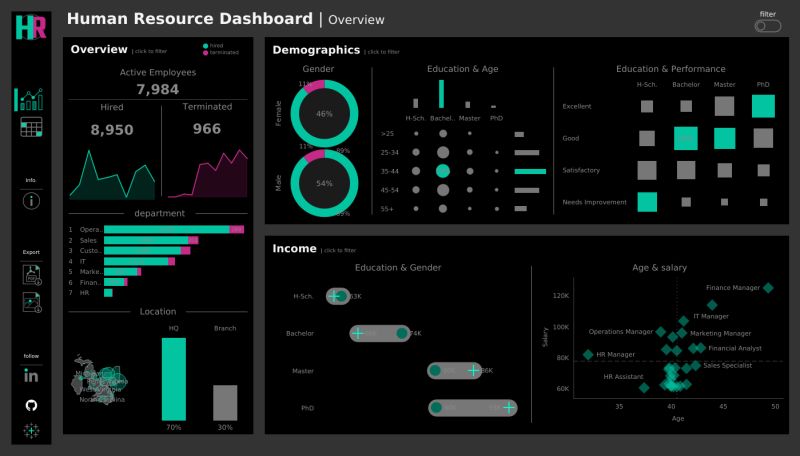 HR
Human Resource Dashboard | Overview
filter
Overview | click to filter
hired
terminated
Active Employees
7,984
Hired
Terminated
8,950
966
department
1 Opera..
2 Sales
3 Custo..
4 IT
5 Marke..
6 Finan..
7 HR
Location
HQ
Branch
70%
30%
Info.
Export
follow
in
Demographics | click to filter
Gender
Female
11%
46%
89%
Male
11%
54%
89%
Education & Age
H-Sch.
Bachel..
Master
PhD
>25
25-34
35-44
45-54
55+
Education & Performance
H-Sch.
Bachelor
Master
PhD
Excellent
Good
Satisfactory
Needs Improvement
Income | click to filter
Education & Gender
H-Sch.
63K
Bachelor
74K
Master
86K
PhD
Age & salary
Salary
120K
100K
80K
60K
Finance Manager
IT Manager
Operations Manager
Marketing Manager
Financial Analyst
HR Manager
Sales Specialist
HR Assistant
35
40
45
50
Age